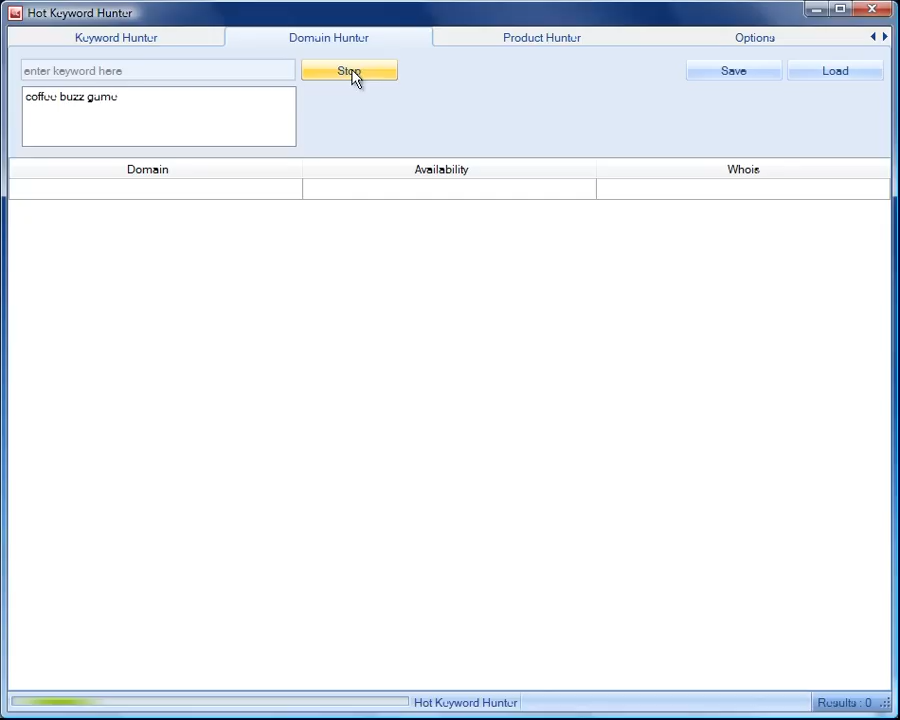 Hot Keyword Hunter
Keyword Hunter
Domain Hunter
Product Hunter
Options
enter keyword here
Stop
Save
Load
coffee buzz game
Domain
Availability
Whois
Hot Keyword Hunter
Results : 0